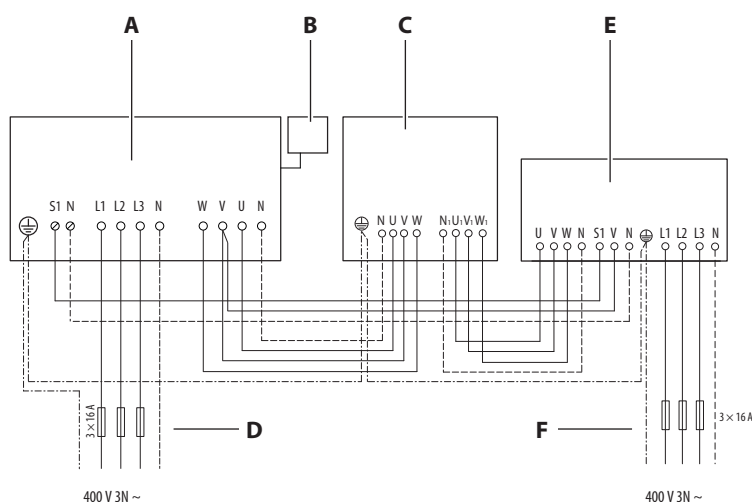 A B C E
S1 N L1 L2 L3 N W V U N
N U V W N1 U1 V1 W1
U V W N S1 V N L1 L2 L3 N
3 × 16 A D F 3 × 16 A
400 V 3N ~ 400 V 3N ~